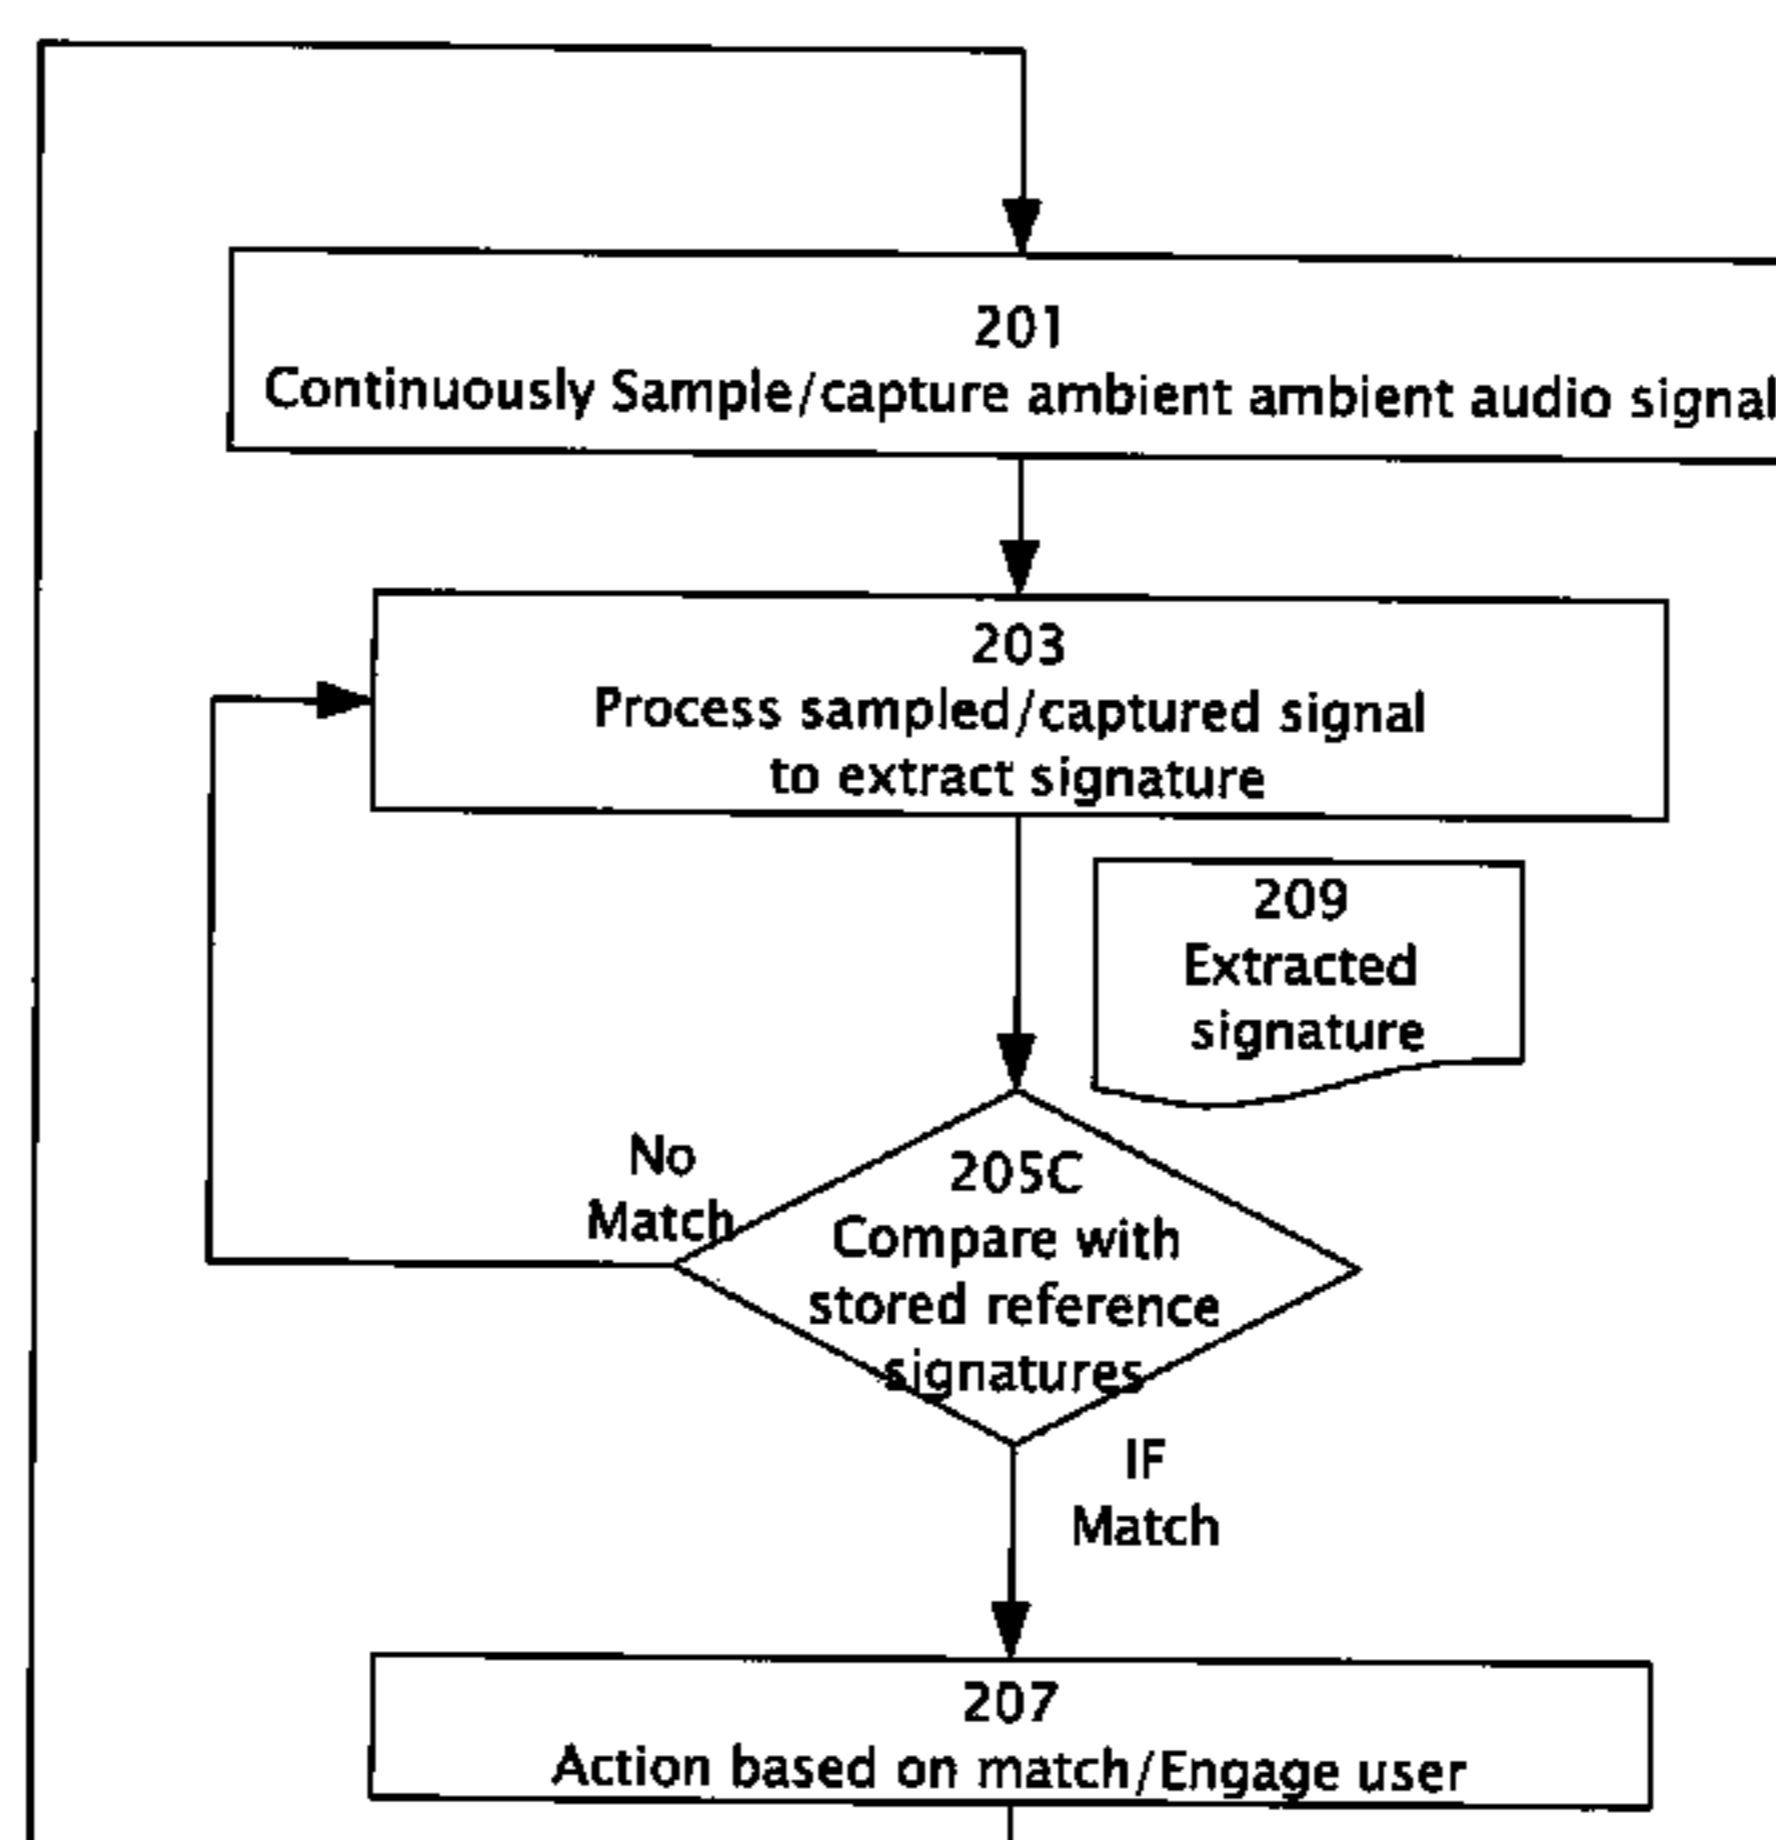 201
Continuously Sample/capture ambient ambient audio signal
203
Process sampled/captured signal
to extract signature
209
Extracted
signature
No
Match
205C
Compare with
stored reference
signatures
IF
Match
207
Action based on match/Engage user